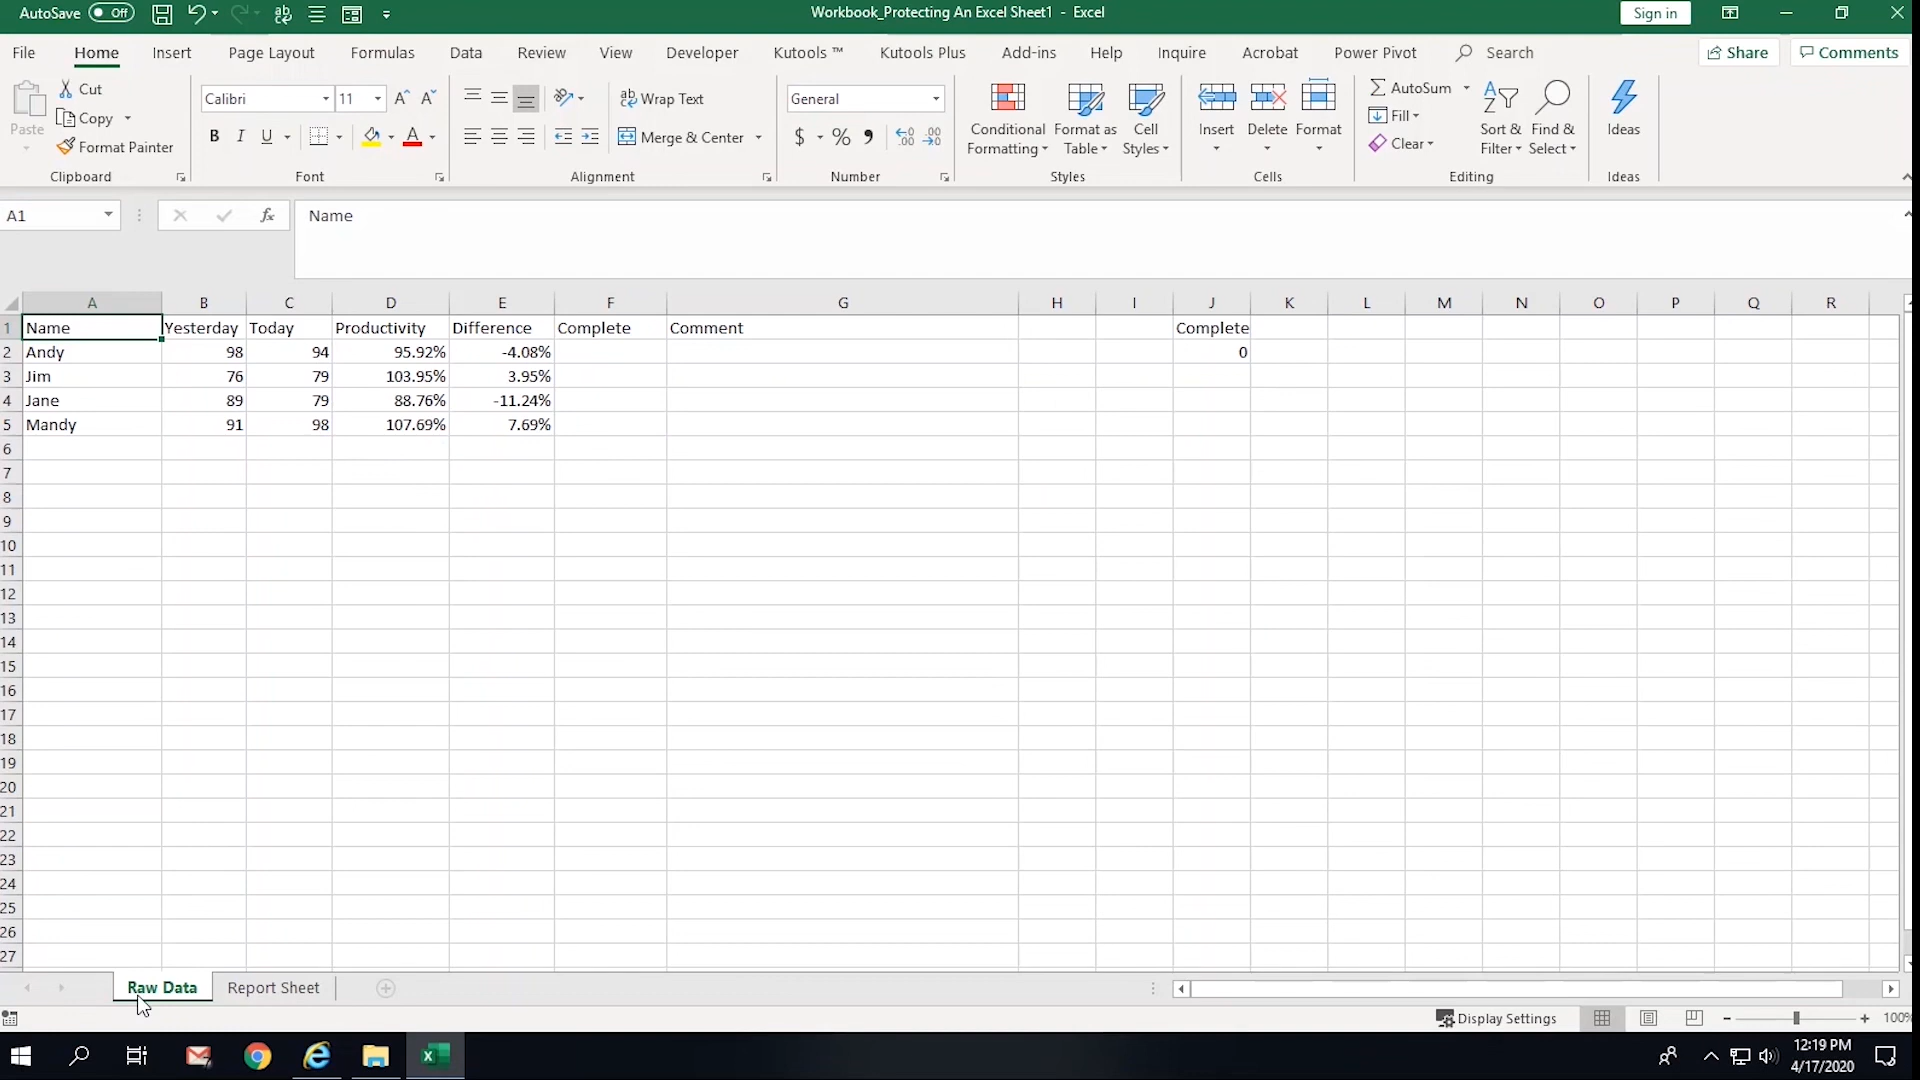 AutoSave Off Workbook_Protecting An Excel Sheet1 - Excel Sign in
File Home Insert Page Layout Formulas Data Review View Developer Kutools ™ Kutools Plus Add-ins Help Inquire Acrobat Power Pivot Search Share Comments
Paste
Cut
Copy
Format Painter
Clipboard
Calibri 11
B I U
Font
Wrap Text
Merge & Center
Alignment
General
$ % ,
Number
Conditional Formatting
Format as Table
Cell Styles
Styles
Insert Delete Format
Cells
AutoSum
Fill
Clear
Sort & Filter
Find & Select
Editing
Ideas
Ideas
A1 fx Name
A B C D E F G H I J K L M N O P Q R
1 Name Yesterday Today Productivity Difference Complete Comment Complete
2 Andy 98 94 95.92% -4.08% 0
3 Jim 76 79 103.95% 3.95%
4 Jane 89 79 88.76% -11.24%
5 Mandy 91 98 107.69% 7.69%
6
7
8
9
10
11
12
13
14
15
16
17
18
19
20
21
22
23
24
25
26
27
Raw Data Report Sheet
Display Settings 100%
12:19 PM
4/17/2020